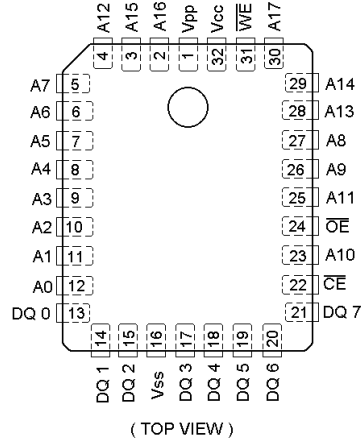 A12 A15 A16 Vpp Vcc W̅E̅ A17
4 3 2 1 32 31 30
A7 5 29 A14
A6 6 28 A13
A5 7 27 A8
A4 8 26 A9
A3 9 25 A11
A2 10 24 O̅E̅
A1 11 23 A10
A0 12 22 C̅E̅
DQ 0 13 21 DQ 7
14 15 16 17 18 19 20
DQ 1 DQ 2 Vss DQ 3 DQ 4 DQ 5 DQ 6
( TOP VIEW )